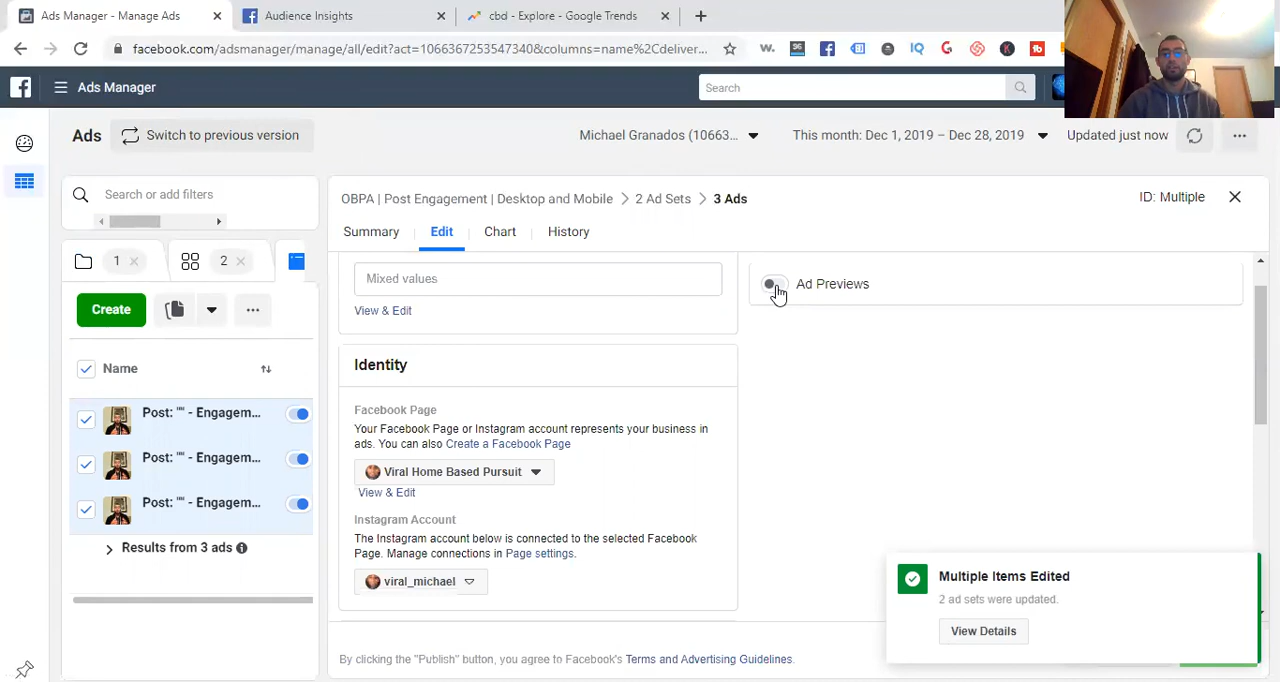 Ads Manager - Manage Ads
Audience Insights
cbd - Explore - Google Trends
facebook.com/adsmanager/manage/all/edit?act=1066367253547340&columns=name%2Cdeliver...
Ads Manager
Search
Ads
Switch to previous version
Michael Granados (10663...
This month: Dec 1, 2019 – Dec 28, 2019
Updated just now
Search or add filters
OBPA | Post Engagement | Desktop and Mobile
2 Ad Sets
3 Ads
ID: Multiple
Summary
Edit
Chart
History
1
2
Create
Mixed values
View & Edit
Ad Previews
Name
Identity
Facebook Page
Your Facebook Page or Instagram account represents your business in
ads. You can also Create a Facebook Page
Viral Home Based Pursuit
View & Edit
Instagram Account
The Instagram account below is connected to the selected Facebook
Page. Manage connections in Page settings.
viral_michael
Post: "" - Engagem...
Post: "" - Engagem...
Post: "" - Engagem...
Results from 3 ads
Multiple Items Edited
2 ad sets were updated.
View Details
By clicking the "Publish" button, you agree to Facebook's Terms and Advertising Guidelines.